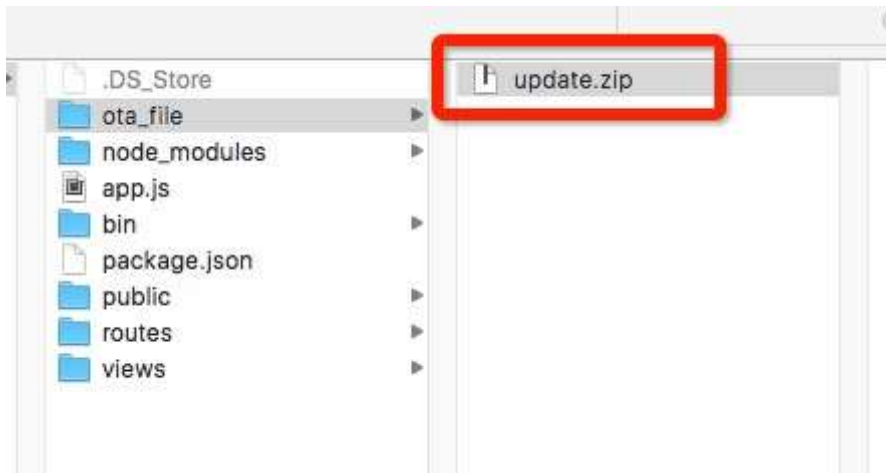 .DS_Store
ota_file
node_modules
app.js
bin
package.json
public
routes
views
update.zip